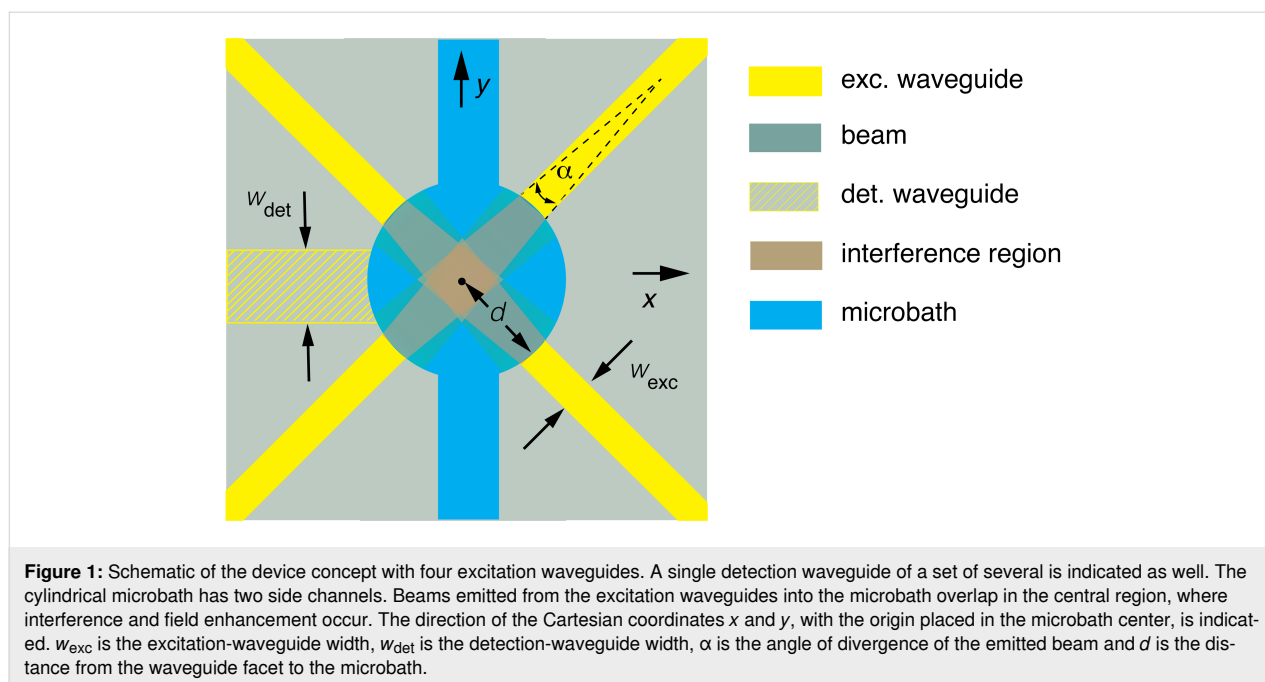 y
exc. waveguide
beam
α
det. waveguide
wdet
interference region
x
d
microbath
wexc
Figure 1: Schematic of the device concept with four excitation waveguides. A single detection waveguide of a set of several is indicated as well. The
cylindrical microbath has two side channels. Beams emitted from the excitation waveguides into the microbath overlap in the central region, where
interference and field enhancement occur. The direction of the Cartesian coordinates x and y, with the origin placed in the microbath center, is indicat-
ed. wexc is the excitation-waveguide width, wdet is the detection-waveguide width, α is the angle of divergence of the emitted beam and d is the dis-
tance from the waveguide facet to the microbath.